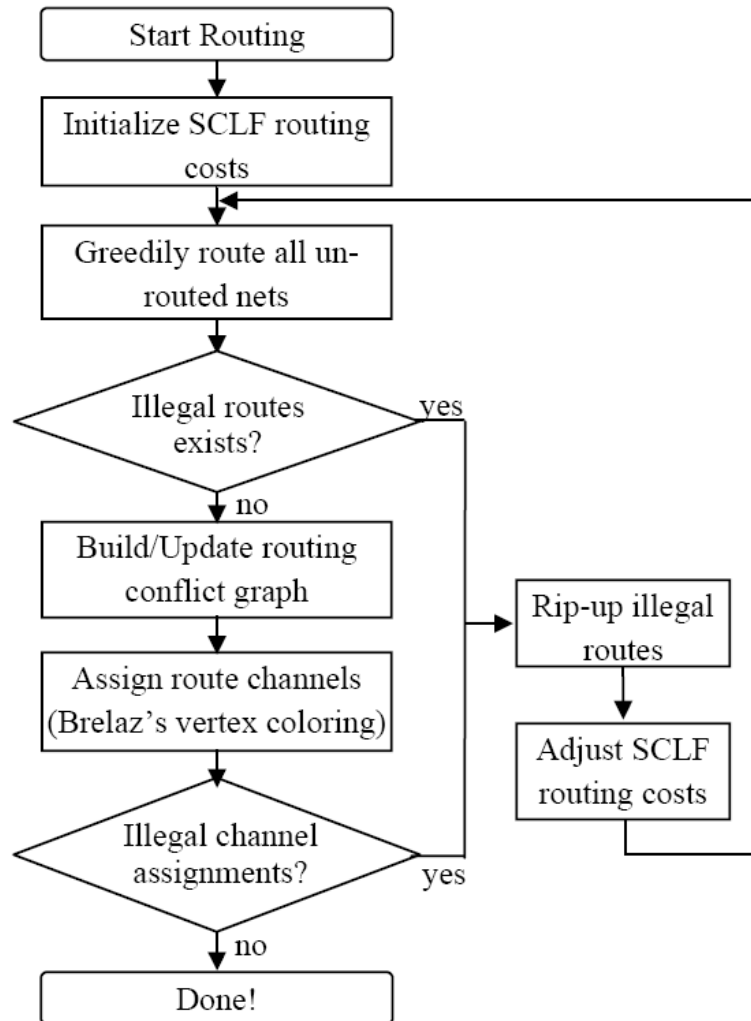 Start Routing
Initialize SCLF routing
costs
Greedily route all un-
routed nets
Illegal routes
exists?
yes
no
Build/Update routing
conflict graph
Assign route channels
(Brelaz's vertex coloring)
Illegal channel
assignments?
yes
no
Done!
Rip-up illegal
routes
Adjust SCLF
routing costs